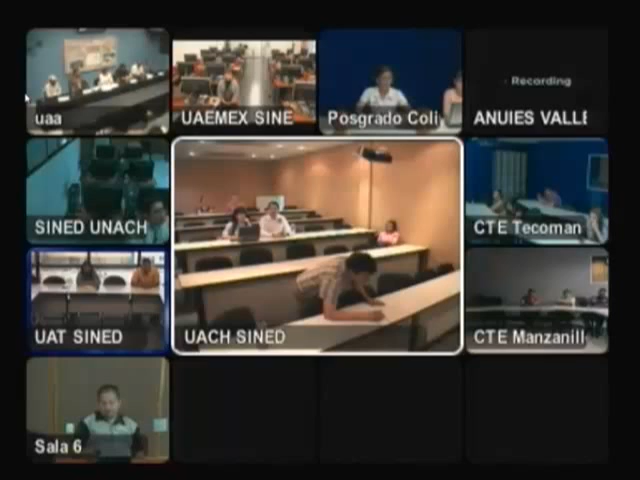 uaa
UAEMEX SINE
Posgrado Coli
Recording
ANUIES VALLE
SINED UNACH
CTE Tecoman
UAT SINED
UACH SINED
CTE Manzanill
Sala 6